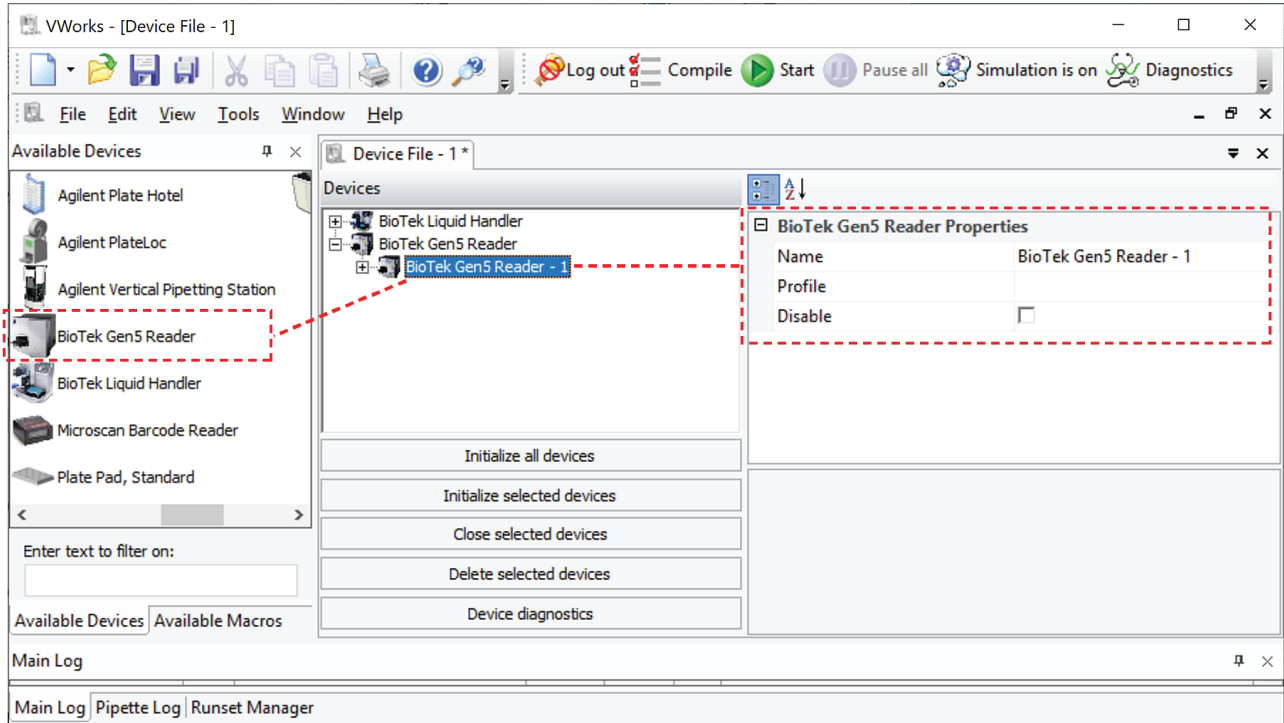 VWorks - [Device File - 1]
Log out Compile Start Pause all Simulation is on Diagnostics
File Edit View Tools Window Help
Available Devices
Agilent Plate Hotel
Agilent PlateLoc
Agilent Vertical Pipetting Station
BioTek Gen5 Reader
BioTek Liquid Handler
Microscan Barcode Reader
Plate Pad, Standard
Enter text to filter on:
Available Devices Available Macros
Device File - 1 *
Devices
BioTek Liquid Handler
BioTek Gen5 Reader
BioTek Gen5 Reader - 1
Initialize all devices
Initialize selected devices
Close selected devices
Delete selected devices
Device diagnostics
BioTek Gen5 Reader Properties
Name BioTek Gen5 Reader - 1
Profile
Disable
Main Log
Main Log Pipette Log Runset Manager